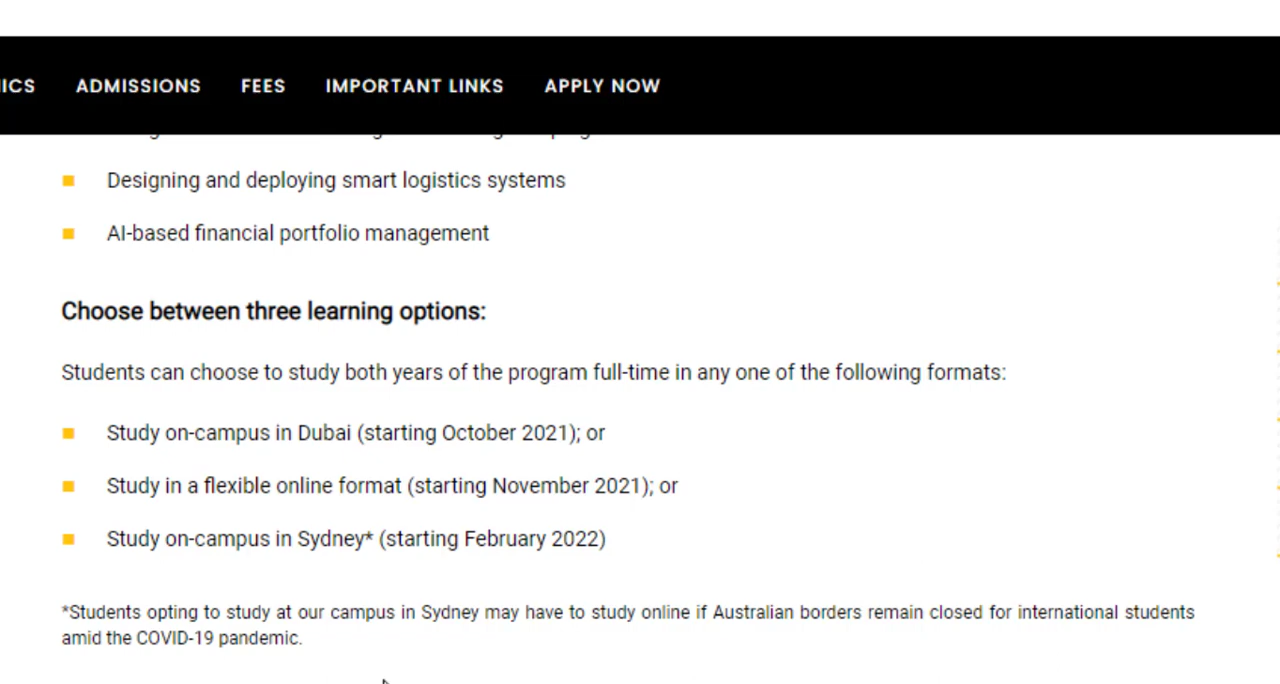 ADMISSIONS FEES IMPORTANT LINKS APPLY NOW
Designing and deploying smart logistics systems
AI-based financial portfolio management
Choose between three learning options:
Students can choose to study both years of the program full-time in any one of the following formats:
Study on-campus in Dubai (starting October 2021); or
Study in a flexible online format (starting November 2021); or
Study on-campus in Sydney* (starting February 2022)
*Students opting to study at our campus in Sydney may have to study online if Australian borders remain closed for international students
amid the COVID-19 pandemic.